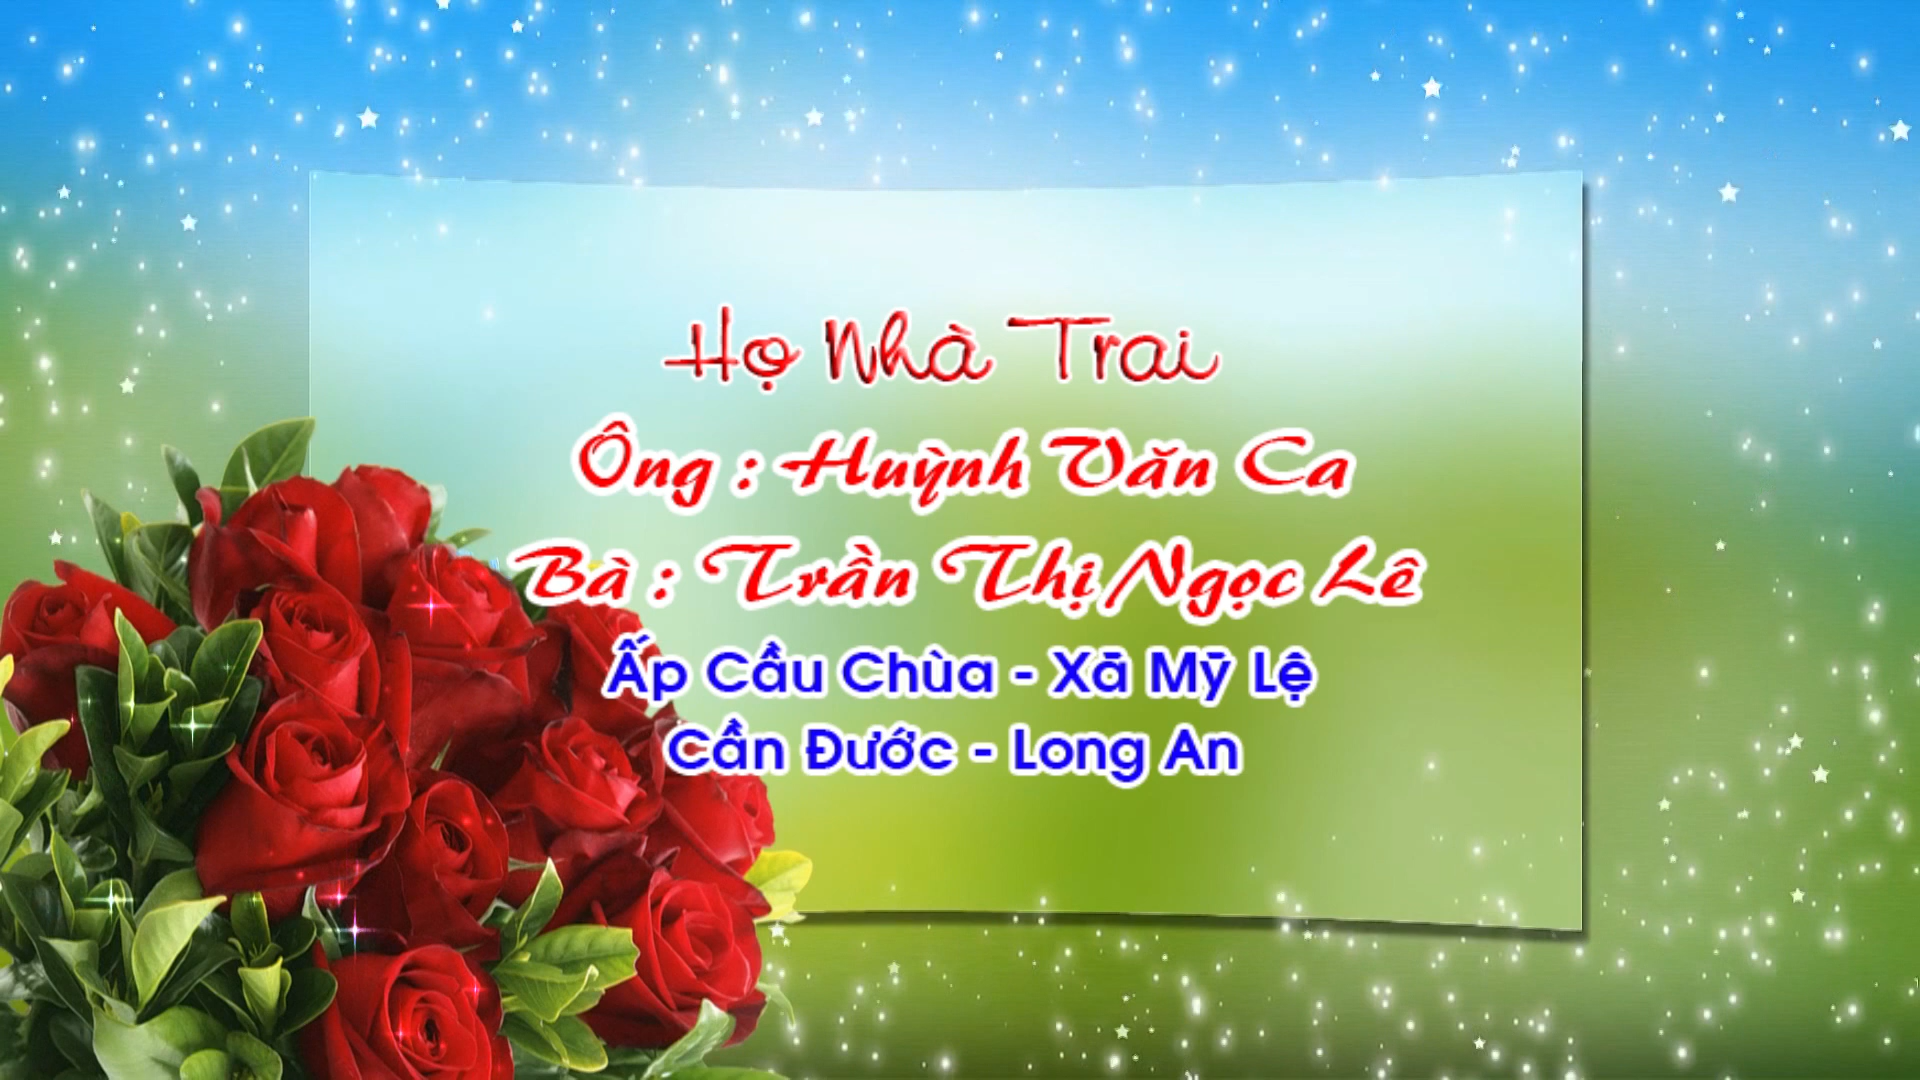 Họ Nhà Trai
Ông : Huỳnh Văn Ca
Bà : Trần Thị Ngọc Lê
Ấp Cầu Chùa - Xã Mỹ Lệ
Cần Đước - Long An